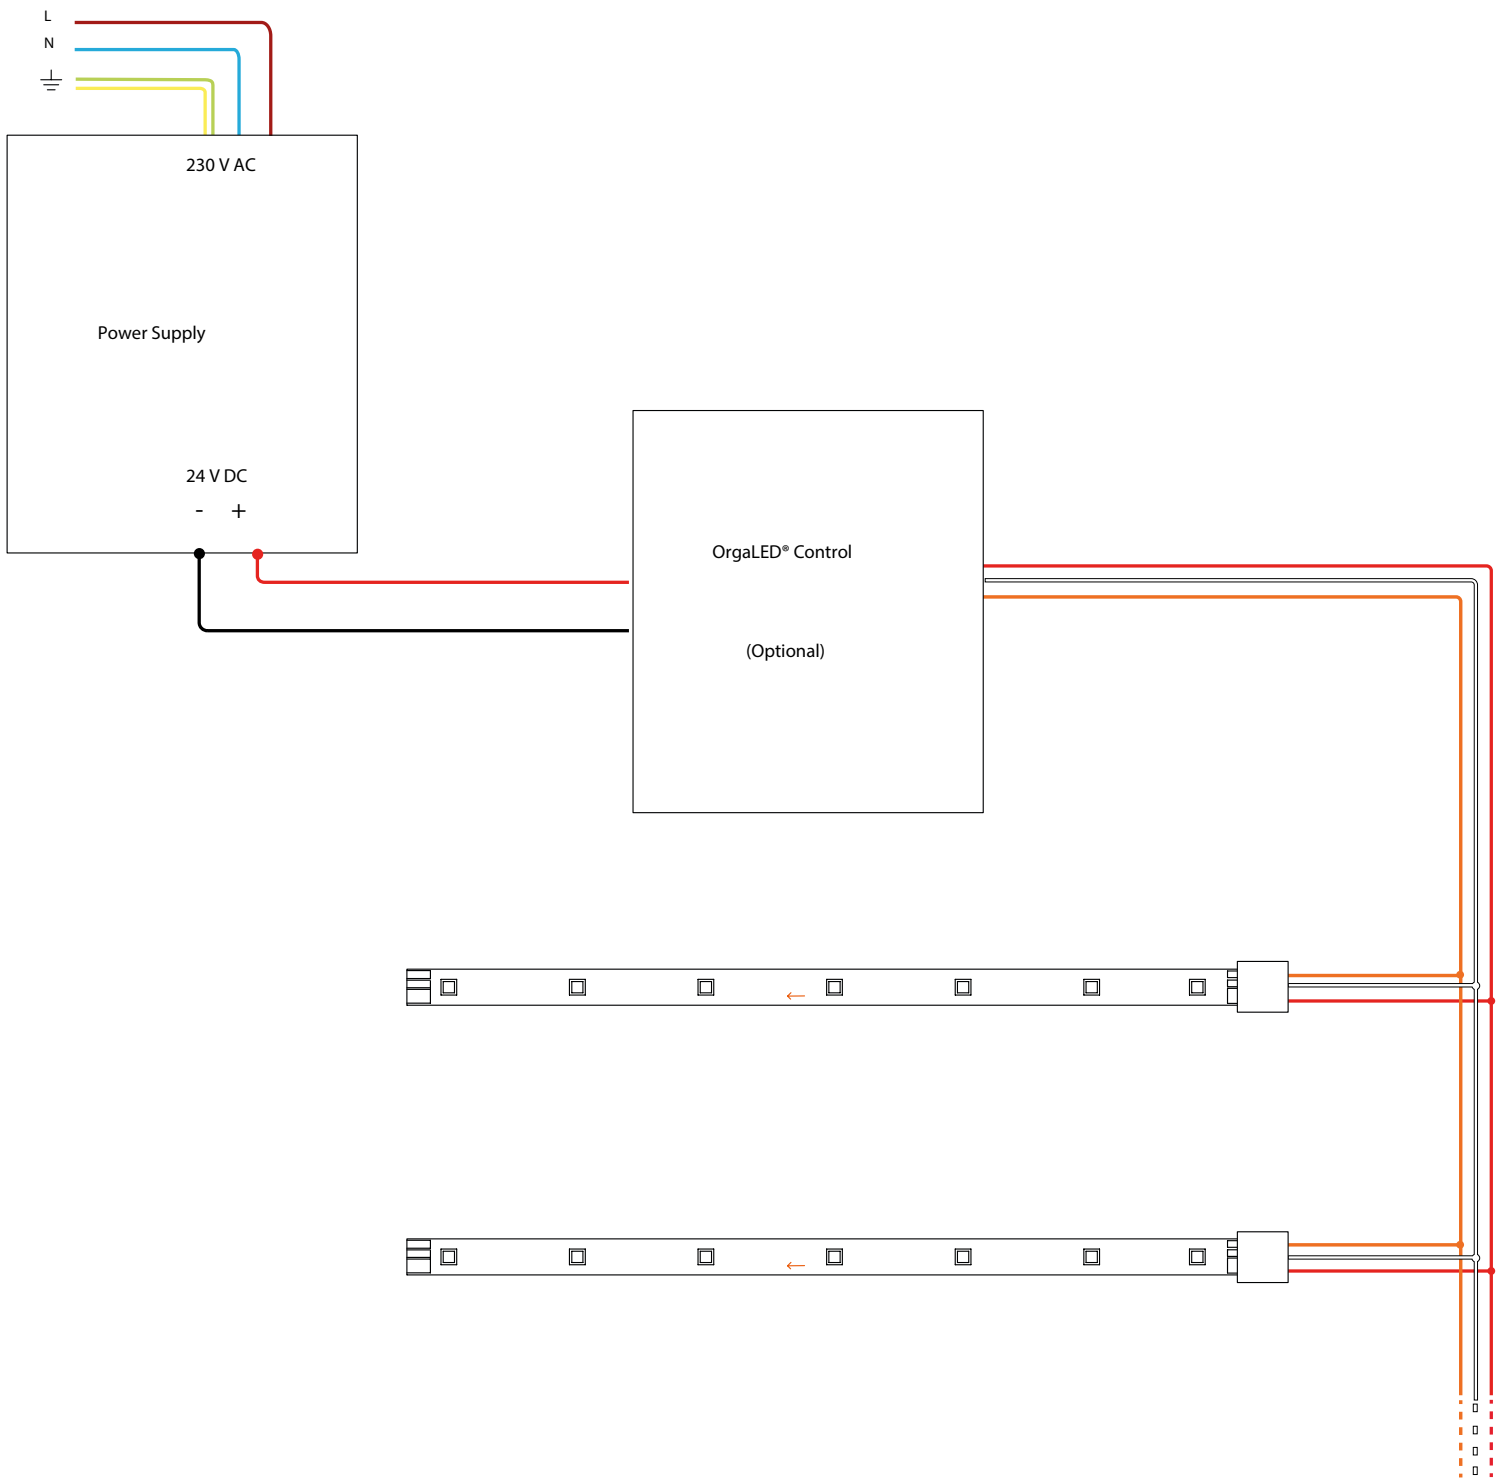 L
N
230 V AC
Power Supply
24 V DC
- +
OrgaLED® Control
(Optional)